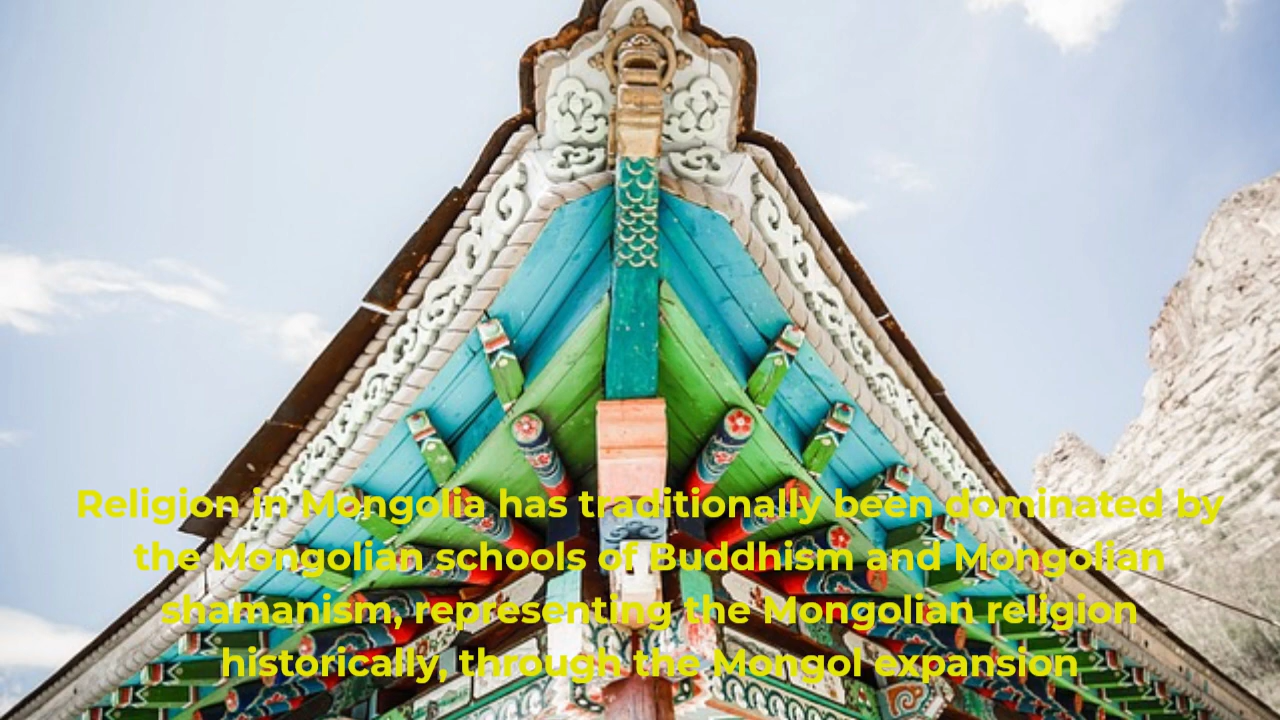 Religion in Mongolia has traditionally been dominated by
the Mongolian schools of Buddhism and Mongolian
shamanism, representing the Mongolian religion
historically, through the Mongol expansion